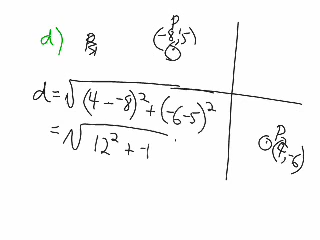 d) P (-8, 5)
d = √(4 - -8)² + (-6 -5)²
= √12² + -1
P (4, -6)